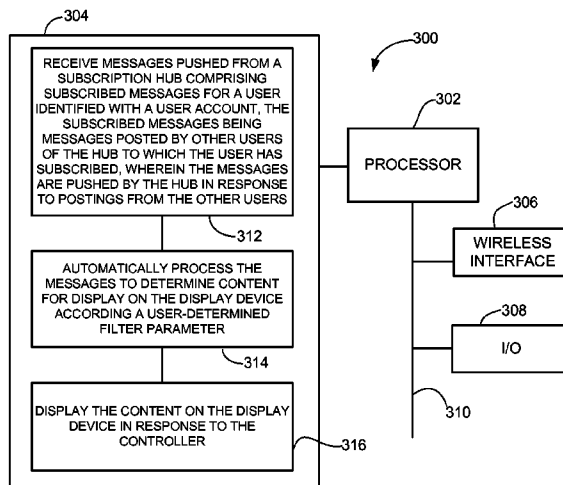 304
300
RECEIVE MESSAGES PUSHED FROM A
SUBSCRIPTION HUB COMPRISING
SUBSCRIBED MESSAGES FOR A USER
IDENTIFIED WITH A USER ACCOUNT, THE
SUBSCRIBED MESSAGES BEING
MESSAGES POSTED BY OTHER USERS
OF THE HUB TO WHICH THE USER HAS
SUBSCRIBED, WHEREIN THE MESSAGES
ARE PUSHED BY THE HUB IN RESPONSE
TO POSTINGS FROM THE OTHER USERS
312
302
PROCESSOR
306
WIRELESS
INTERFACE
AUTOMATICALLY PROCESS THE
MESSAGES TO DETERMINE CONTENT
FOR DISPLAY ON THE DISPLAY DEVICE
ACCORDING A USER-DETERMINED
FILTER PARAMETER
314
308
I/O
310
DISPLAY THE CONTENT ON THE DISPLAY
DEVICE IN RESPONSE TO THE
CONTROLLER
316